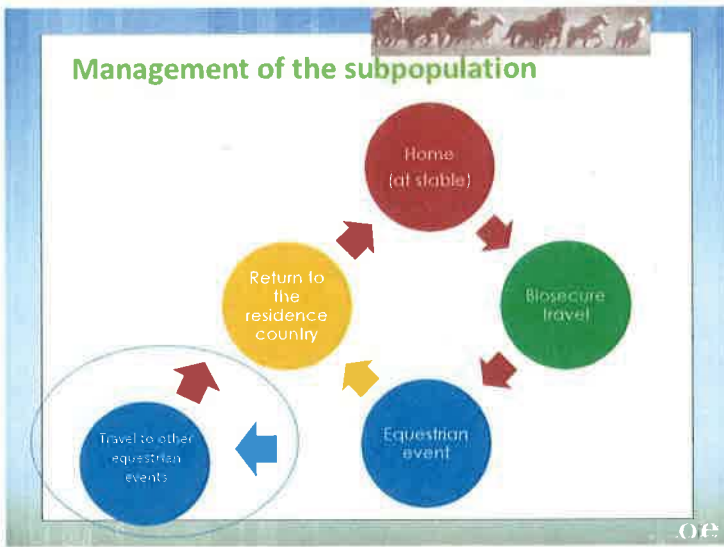 Management of the subpopulation
Home
(at stable)
Biosecure
travel
Equestrian
event
Return to
the
residence
country
Travel to other
equestrian
events